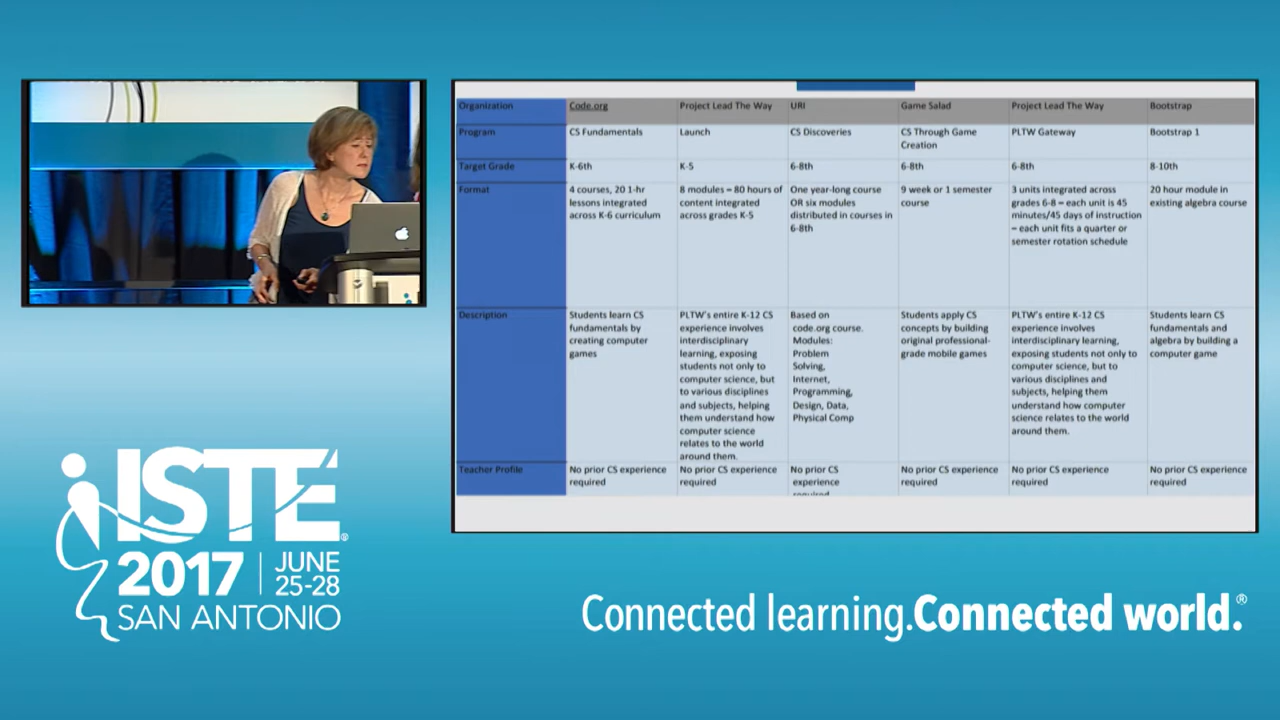 Organization
Code.org
Project Lead The Way
URI
Game Salad
Project Lead The Way
Bootstrap
Program
CS Fundamentals
Launch
CS Discoveries
CS Through Game
Creation
PLTW Gateway
Bootstrap 1
Target Grade
K-6th
K-5
6-8th
6-8th
6-8th
8-10th
Format
4 courses, 20 1-hr
lessons integrated
across K-6 curriculum
8 modules = 80 hours of
content integrated
across grades K-5
One year-long course
OR six modules
distributed in courses in
6-8th
9 week or 1 semester
course
3 units integrated across
grades 6-8 – each unit is 45
minutes/45 days of instruction
– each unit fits a quarter or
semester rotation schedule
20 hour module in
existing algebra course
Description
Students learn CS
fundamentals by
creating computer
games
PLTW's entire K-12 CS
experience involves
interdisciplinary
learning, exposing
students not only to
computer science, but
to various disciplines
and subjects, helping
them understand how
computer science
relates to the world
around them.
Based on
code.org course.
Modules:
Problem
Solving,
Internet,
Programming,
Design, Data,
Physical Comp
Students apply CS
concepts by building
original professional-
grade mobile games
PLTW's entire K-12 CS
experience involves
interdisciplinary learning,
exposing students not only to
computer science, but to
various disciplines and
subjects, helping them
understand how computer
science relates to the world
around them.
Students learn CS
fundamentals and
algebra by building a
computer game
Teacher Profile
No prior CS experience
required
No prior CS experience
required
No prior CS
experience
required
No prior CS experience
required
No prior CS experience
required
No prior CS experience
required
ISTE®
2017
JUNE
25-28
SAN ANTONIO
Connected learning.Connected world.®